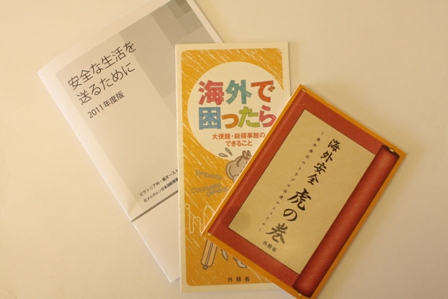 安全な生活を
送るために
2011年度版
海外で
困ったら
大使館・総領事館の
できること
外務省
海外安全 虎の巻
外務省